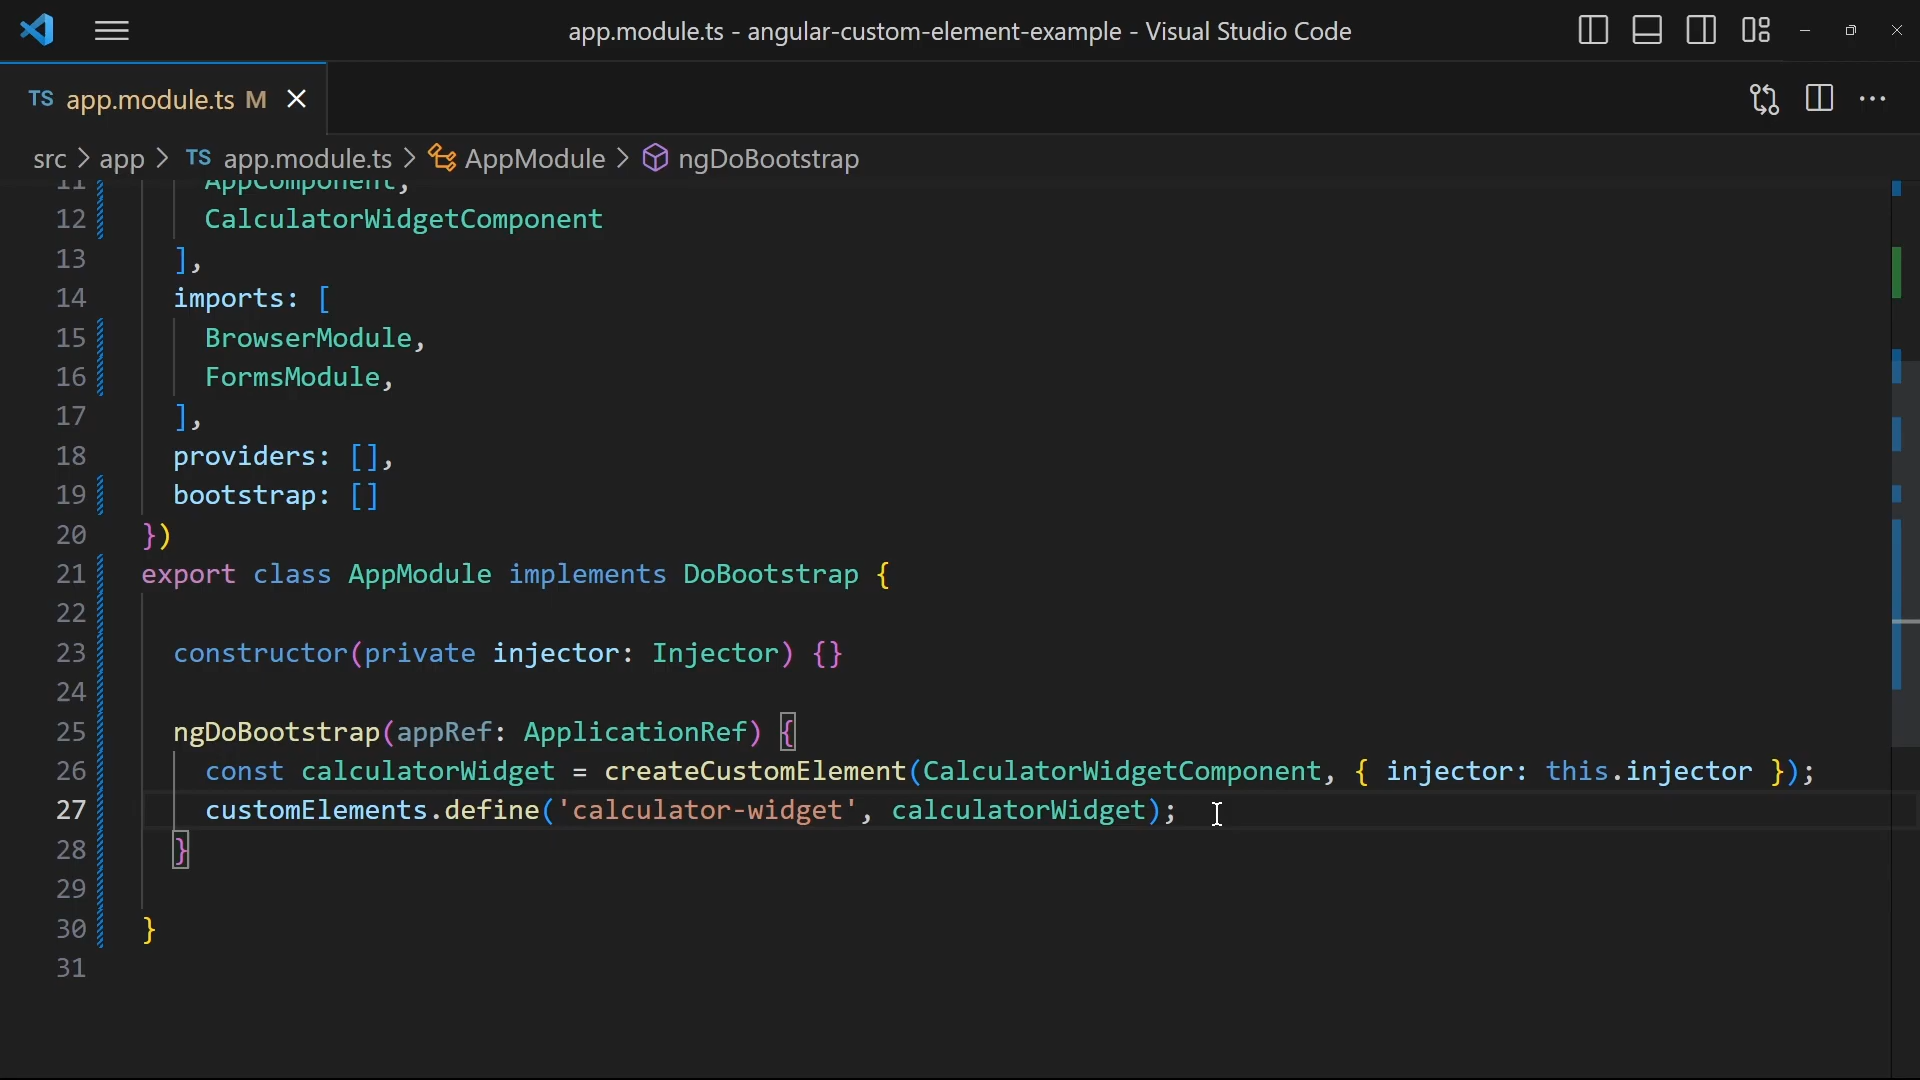 app.module.ts - angular-custom-element-example - Visual Studio Code
TS app.module.ts M
src > app > TS app.module.ts > AppModule > ngDoBootstrap
11 AppComponent,
12 CalculatorWidgetComponent
13 ],
14 imports: [
15 BrowserModule,
16 FormsModule,
17 ],
18 providers: [],
19 bootstrap: []
20 })
21 export class AppModule implements DoBootstrap {
22
23 constructor(private injector: Injector) {}
24
25 ngDoBootstrap(appRef: ApplicationRef) {
26 const calculatorWidget = createCustomElement(CalculatorWidgetComponent, { injector: this.injector });
27 customElements.define('calculator-widget', calculatorWidget);
28 }
29
30 }
31